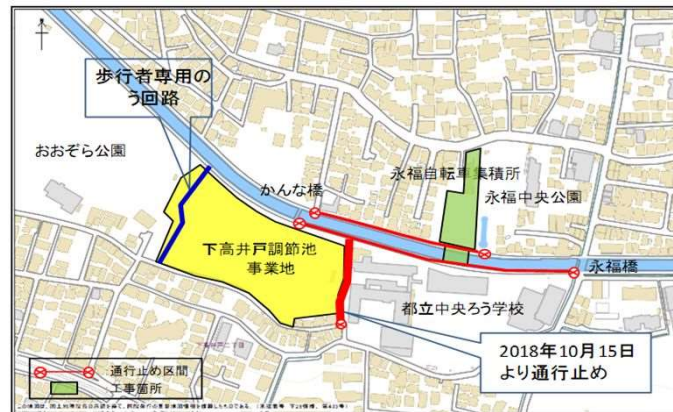 歩行者専用の
う回路
おおぞら公園
永福自転車集積所
かんな橋
永福中央公園
下高井戸調節池
事業地
永福橋
都立中央ろう学校
2018年10月15日
より通行止め
通行止め区間
工事箇所